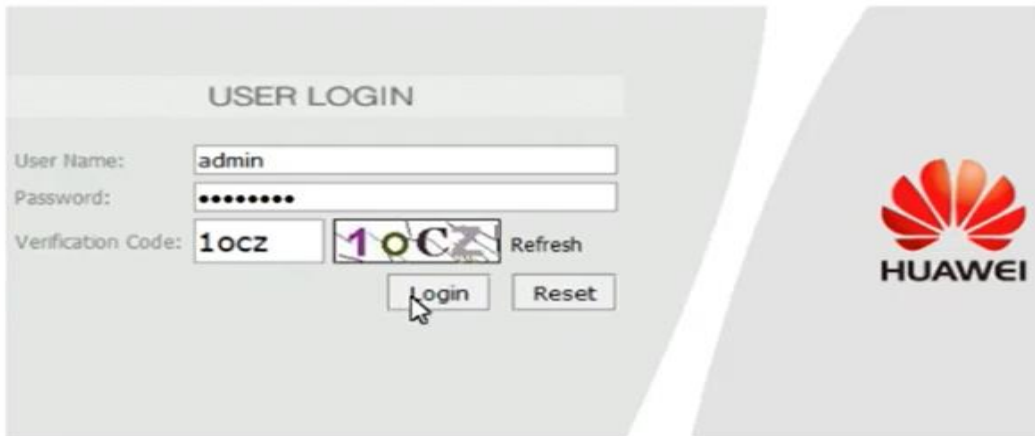 USER LOGIN
User Name: admin
Password: ••••••••
Verification Code: 1ocz 1oCZ Refresh
Login Reset
HUAWEI